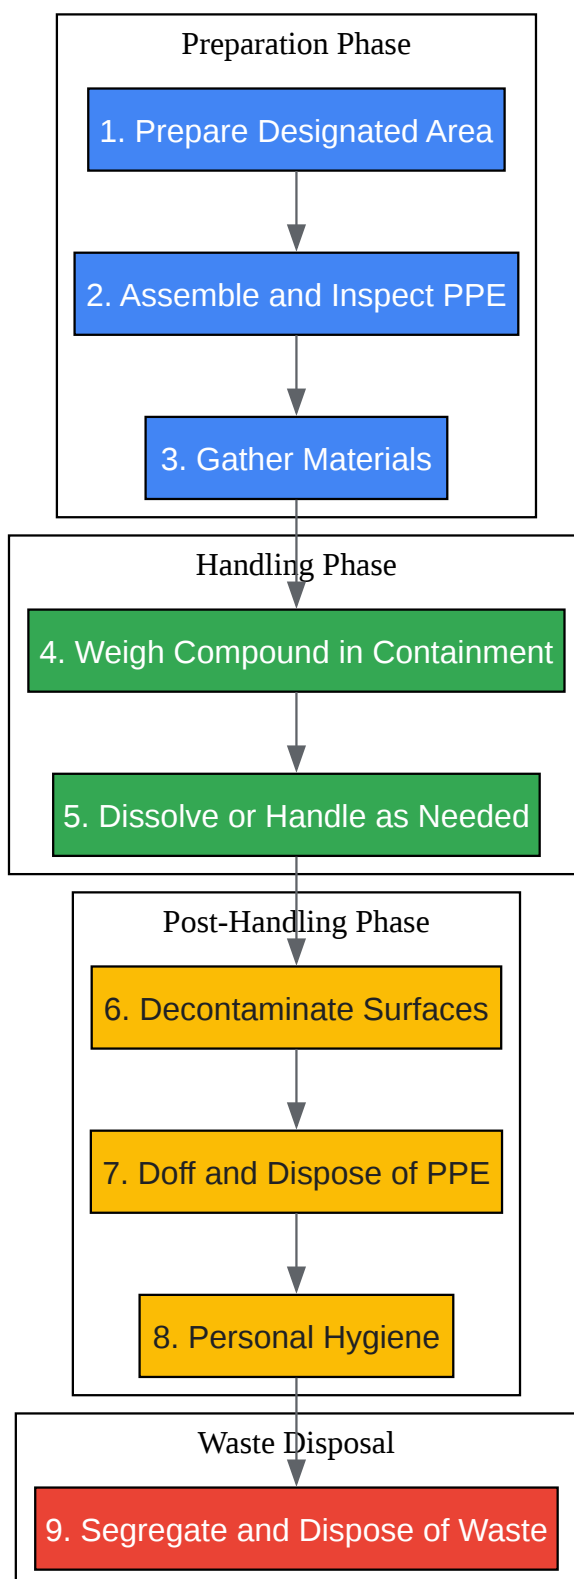 Preparation Phase
1. Prepare Designated Area
2. Assemble and Inspect PPE
3. Gather Materials
Handling Phase
4. Weigh Compound in Containment
5. Dissolve or Handle as Needed
Post-Handling Phase
6. Decontaminate Surfaces
7. Doff and Dispose of PPE
8. Personal Hygiene
Waste Disposal
9. Segregate and Dispose of Waste